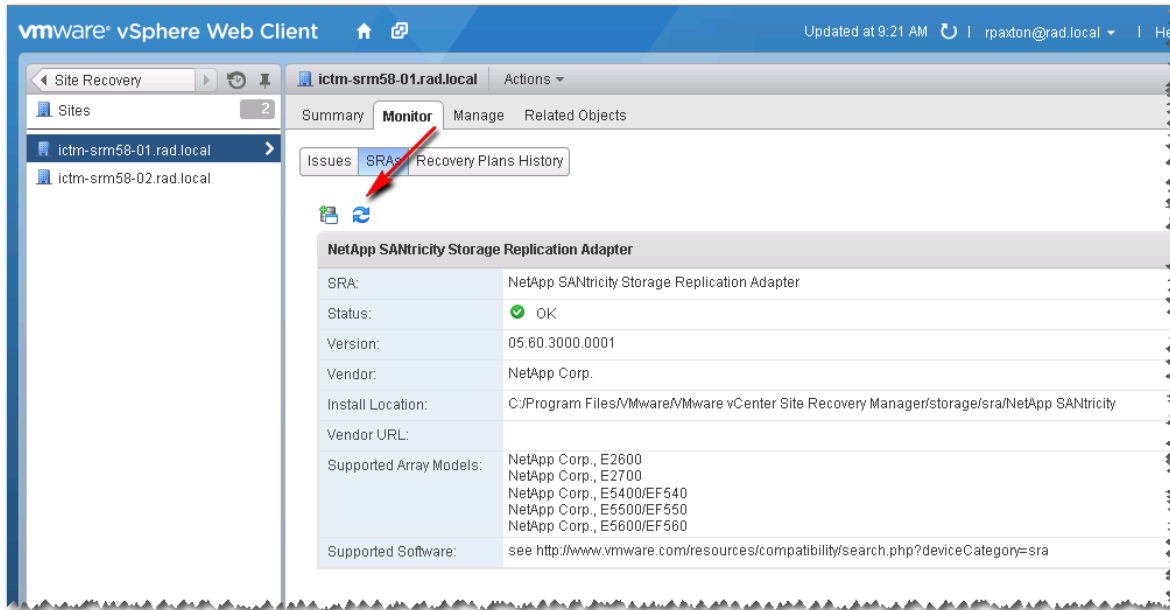 vmware® vSphere Web Client
Updated at 9:21 AM | rpaxton@rad.local | He
Site Recovery
Sites 2
ictm-srm58-01.rad.local
ictm-srm58-02.rad.local
ictm-srm58-01.rad.local Actions
Summary Monitor Manage Related Objects
Issues SRAs Recovery Plans History
NetApp SANtricity Storage Replication Adapter
SRA: NetApp SANtricity Storage Replication Adapter
Status: OK
Version: 05.60.3000.0001
Vendor: NetApp Corp.
Install Location: C:/Program Files/VMware/VMware vCenter Site Recovery Manager/storage/sra/NetApp SANtricity
Vendor URL:
Supported Array Models: NetApp Corp., E2600
NetApp Corp., E2700
NetApp Corp., E5400/EF540
NetApp Corp., E5500/EF550
NetApp Corp., E5600/EF560
Supported Software: see http://www.vmware.com/resources/compatibility/search.php?deviceCategory=sra